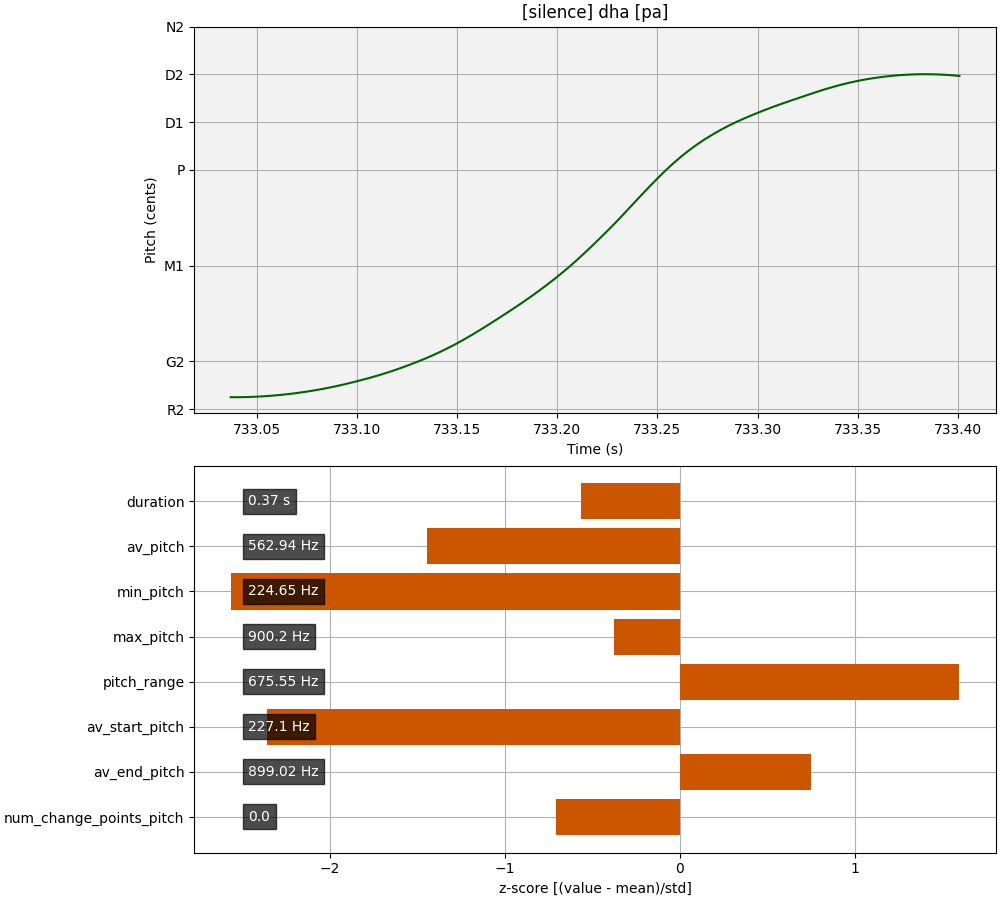 [silence] dha [pa]
N2
D2
D1
P
M1
G2
R2
Pitch (cents)
733.05 733.10 733.15 733.20 733.25 733.30 733.35 733.40
Time (s)
duration 0.37 s
av_pitch 562.94 Hz
min_pitch 224.65 Hz
max_pitch 900.2 Hz
pitch_range 675.55 Hz
av_start_pitch 227.1 Hz
av_end_pitch 899.02 Hz
num_change_points_pitch 0.0
−2 −1 0 1
z-score [(value - mean)/std]